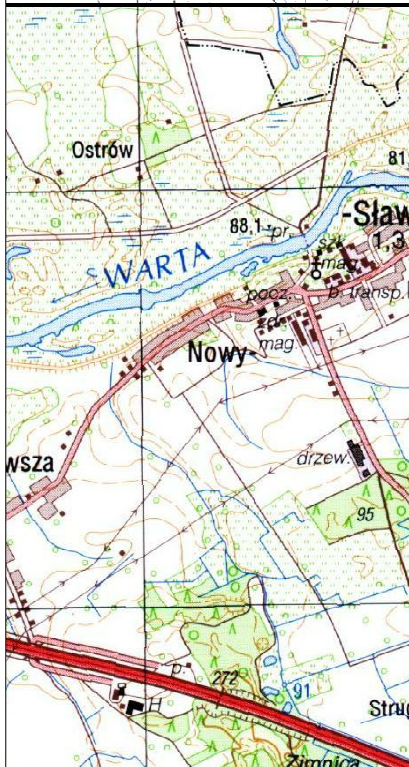 Ostrów
81
88,1
pr.
-Sław
1,3
szk.
mag.
WARTA
pocz.
b. transp.
Nowy-
mag.
wsza
drzew.
95
p.
272
91
H
Strug
Zimnica